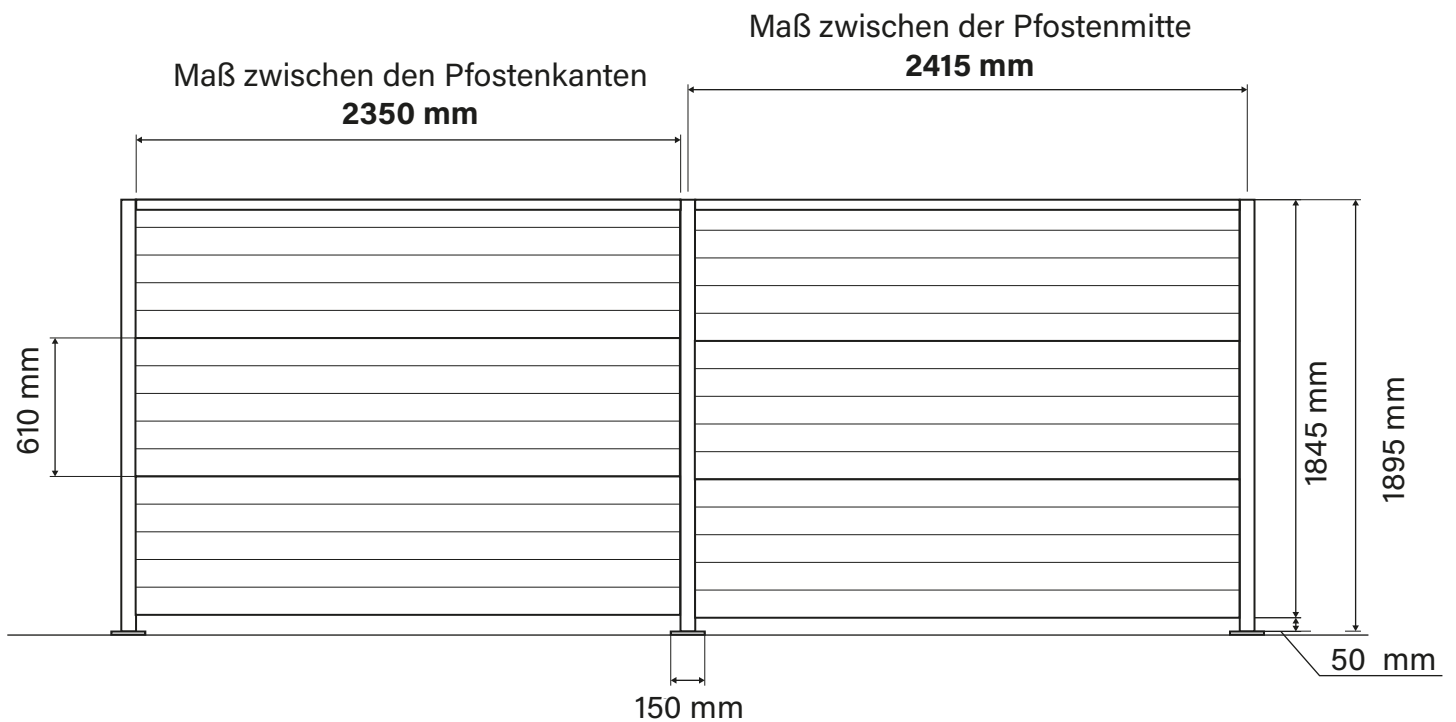 Maß zwischen der Pfostenmitte
2415 mm
Maß zwischen den Pfostenkanten
2350 mm
610 mm
1845 mm
1895 mm
50 mm
150 mm